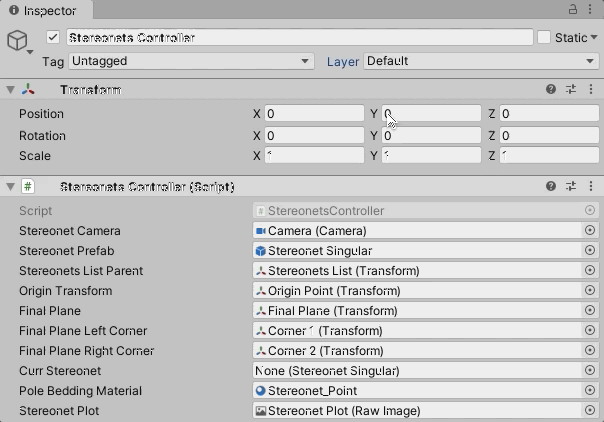 Inspector
Stereonets Controller Static
Tag Untagged Layer Default
Transform
Position X 0 Y 0 Z 0
Rotation X 0 Y 0 Z 0
Scale X 1 Y 1 Z 1
# Stereonets Controller (Script)
Script # StereonetsController
Stereonet Camera Camera (Camera)
Stereonet Prefab Stereonet Singular
Stereonets List Parent Stereonets List (Transform)
Origin Transform Origin Point (Transform)
Final Plane Final Plane (Transform)
Final Plane Left Corner Corner 1 (Transform)
Final Plane Right Corner Corner 2 (Transform)
Curr Stereonet None (Stereonet Singular)
Pole Bedding Material Stereonet_Point
Stereonet Plot Stereonet Plot (Raw Image)